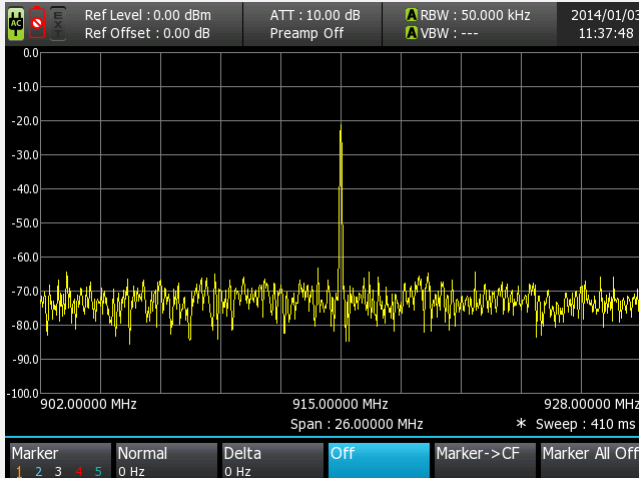 AC EXT Ref Level : 0.00 dBm ATT : 10.00 dB A RBW : 50.000 kHz 2014/01/03
Ref Offset : 0.00 dB Preamp Off A VBW : --- 11:37:48
0.0
-10.0
-20.0
-30.0
-40.0
-50.0
-60.0
-70.0
-80.0
-90.0
-100.0
902.00000 MHz 915.00000 MHz 928.00000 MHz
Span : 26.00000 MHz * Sweep : 410 ms
Marker Normal Delta Off Marker->CF Marker All Off
1 2 3 4 5 0 Hz 0 Hz